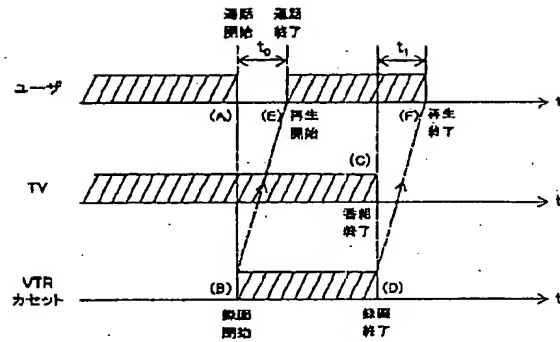 通話 通話
開始 終了
t₀ t₁
ユーザ
(A) (E) 再生 (F) 再生 t
開始 終了
(C)
TV
番組 t
終了
VTR (B) (D)
カセット t
録画 録画
開始 終了